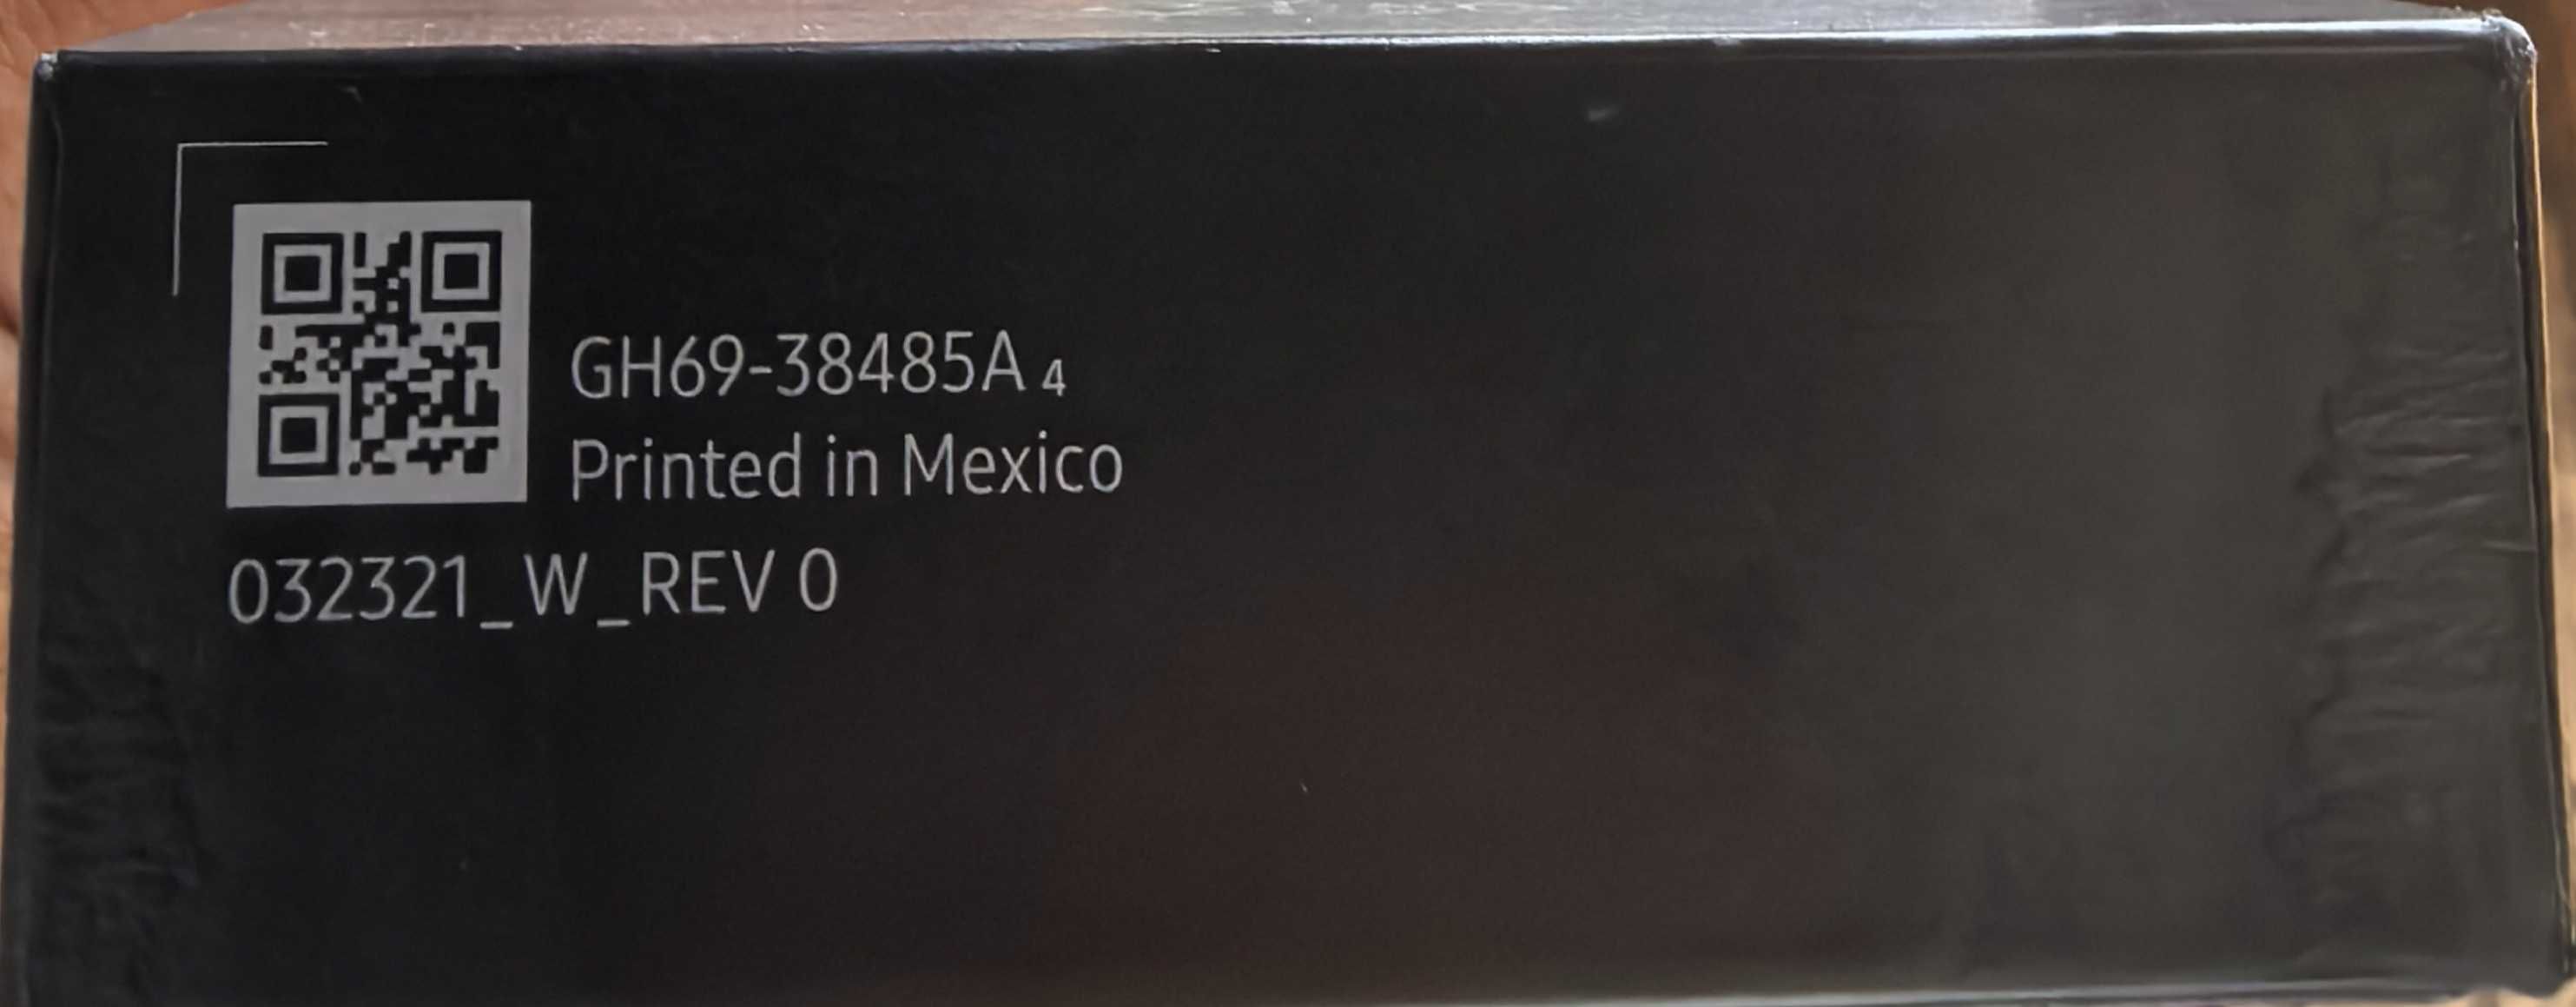 GH69-38485A 4
Printed in Mexico
032321_W_REV 0